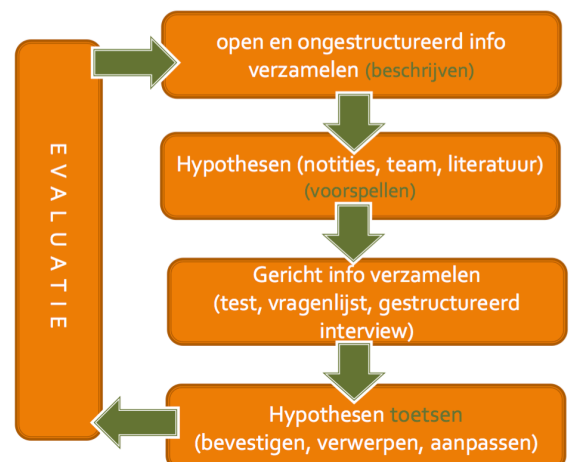 EVALUATIE
open en ongestructureerd info
verzamelen (beschrijven)
Hypothesen (notities, team, literatuur)
(voorspellen)
Gericht info verzamelen
(test, vragenlijst, gestructureerd
interview)
Hypothesen toetsen
(bevestigen, verwerpen, aanpassen)